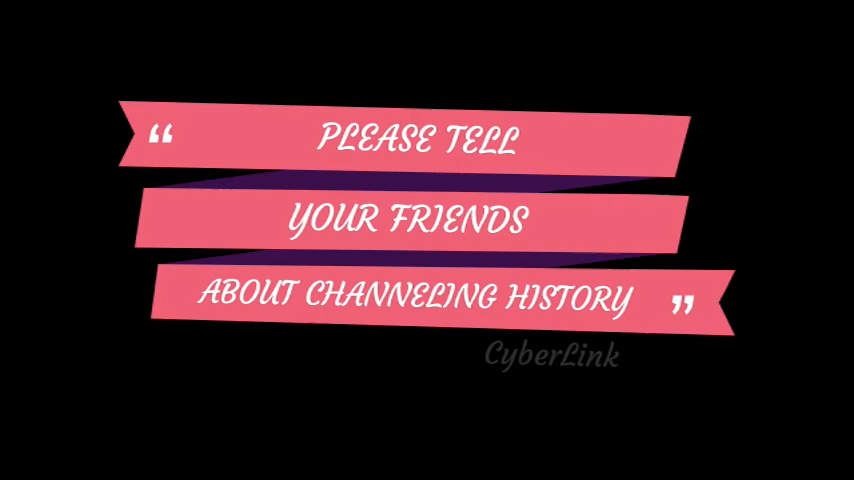 “ PLEASE TELL
YOUR FRIENDS
ABOUT CHANNELING HISTORY ”
CyberLink